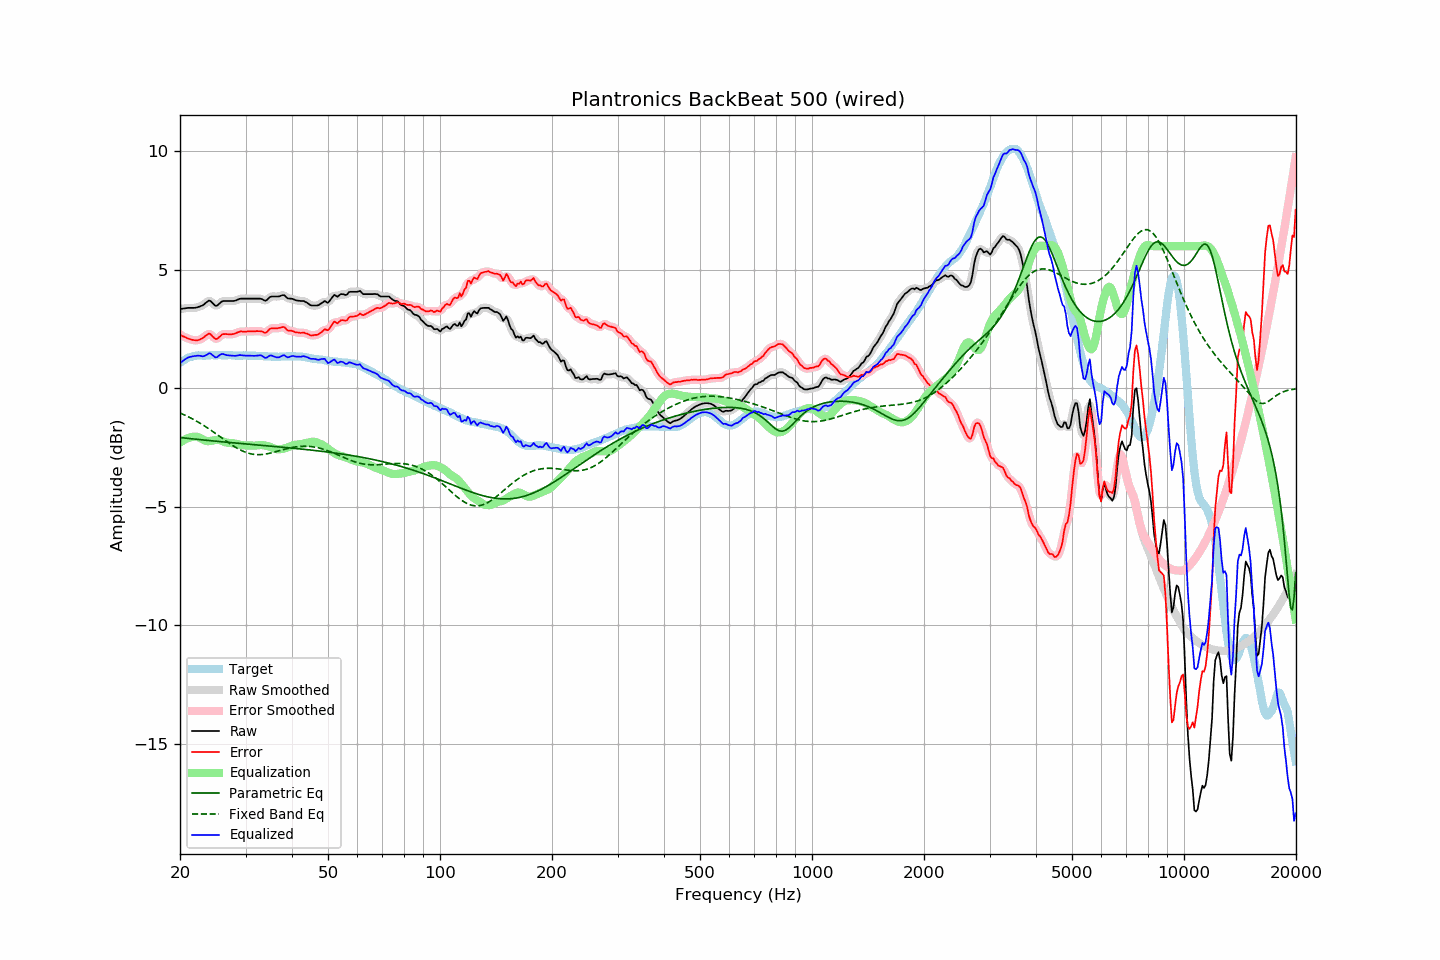 Plantronics BackBeat 500 (wired)
Amplitude (dBr)
10
5
0
−5
−10
−15
Target
Raw Smoothed
Error Smoothed
Raw
Error
Equalization
Parametric Eq
Fixed Band Eq
Equalized
20 50 100 200 500 1000 2000 5000 10000 20000
Frequency (Hz)